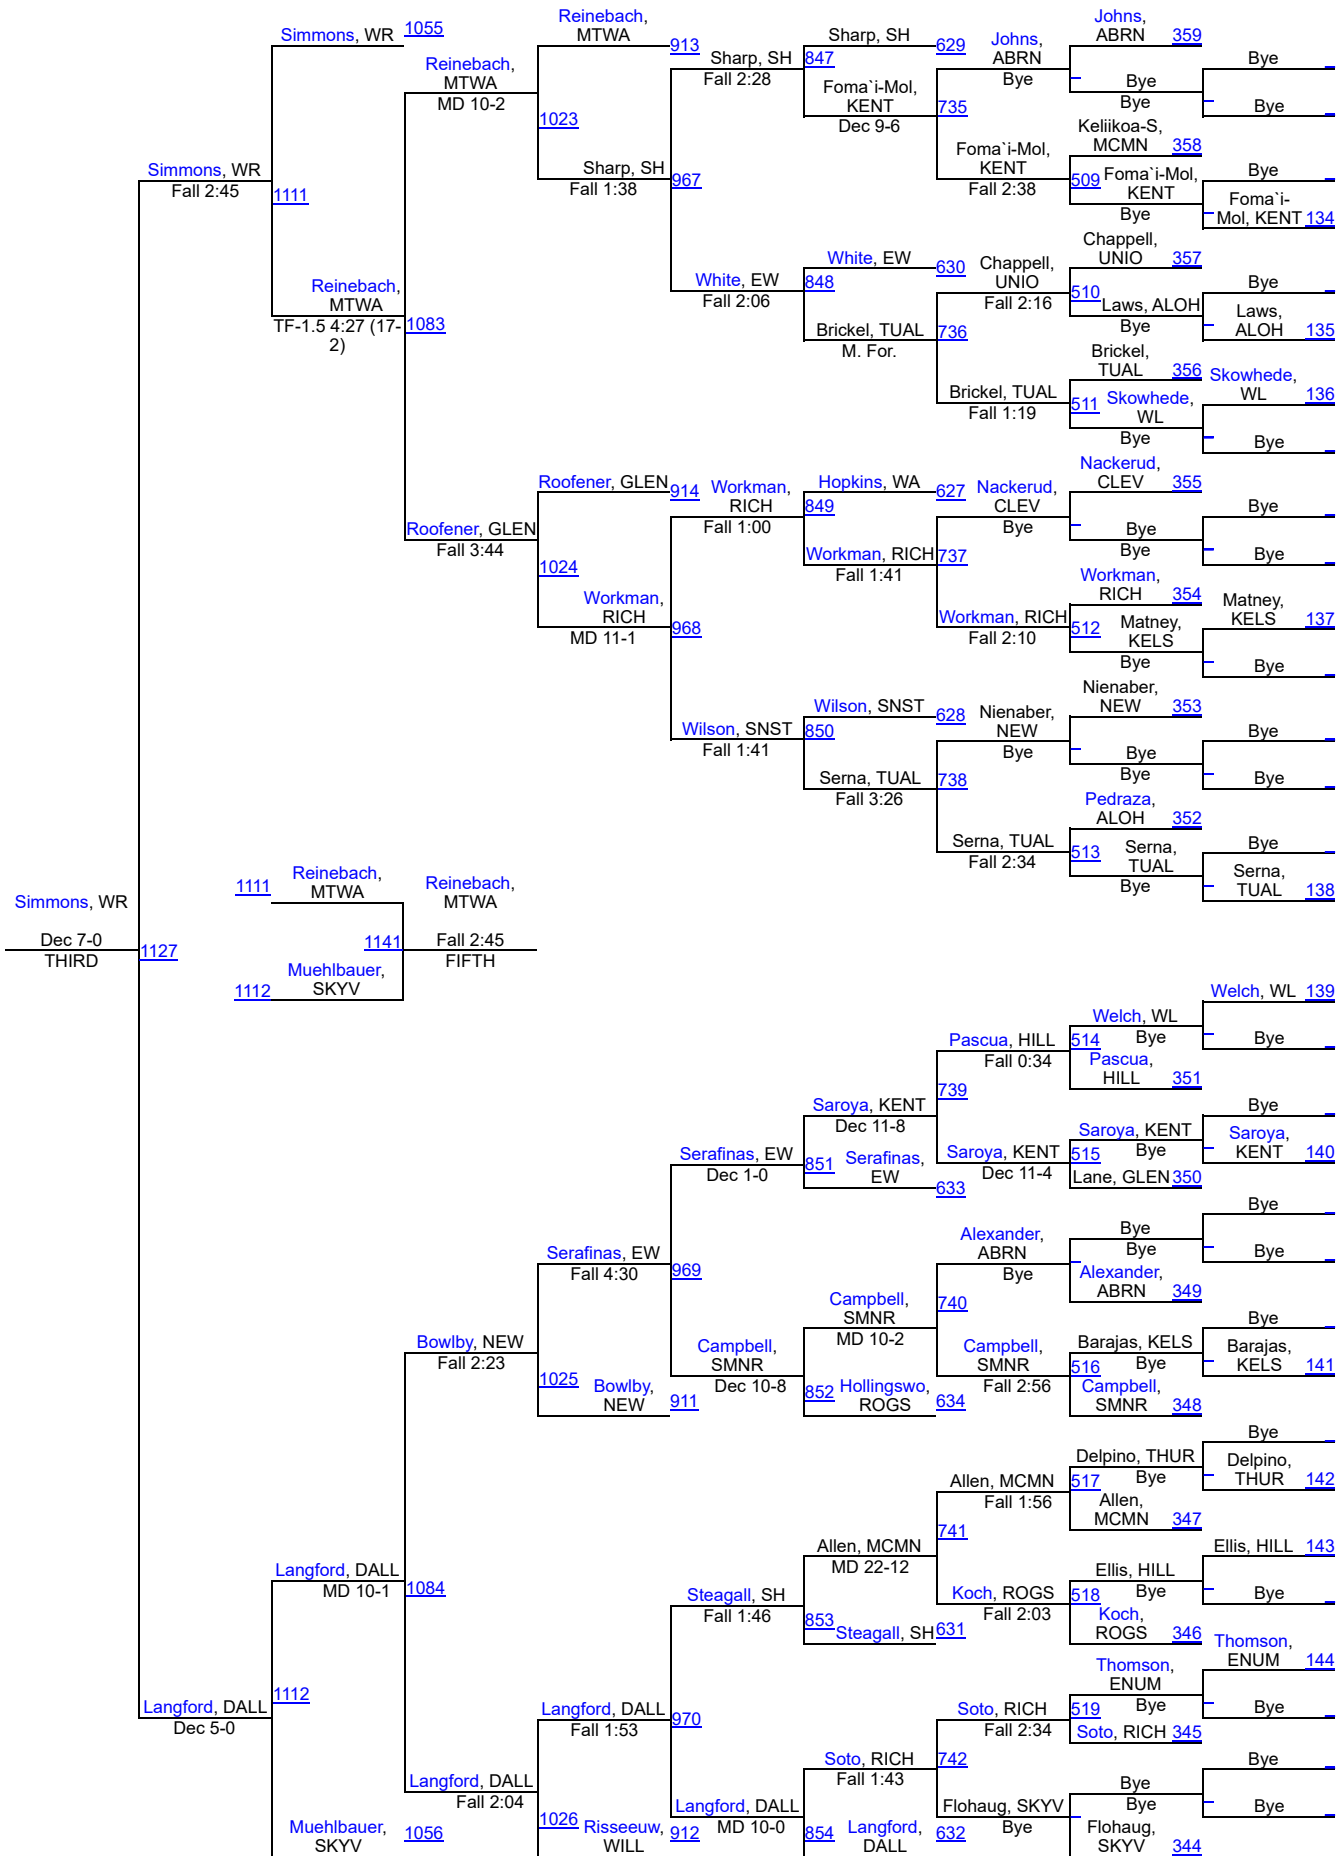 Reinebach,
MTWA
913
Johns,
ABRN 359
Simmons, WR 1055
Sharp, SH 629
Johns,
ABRN
Bye
Reinebach,
MTWA
MD 10-2
Sharp, SH 847
Fall 2:28
Bye
Bye
Bye
Bye
Foma`i-Mol,
KENT 735
Dec 9-6
1023
Keliikoa-S,
MCMN 358
Foma`i-Mol,
KENT
Fall 2:38
Simmons, WR
Fall 2:45
Sharp, SH 967
Fall 1:38
509 Foma`i-Mol,
KENT
Bye
Bye
Foma`i-
Mol, KENT 134
1111
Chappell,
UNIO 357
White, EW 630
Chappell,
UNIO
Fall 2:16
White, EW 848
Fall 2:06
Reinebach,
MTWA
TF-1.5 4:27 (17-
2)
1083
510 Laws, ALOH
Bye
Bye
Laws,
ALOH 135
Brickel, TUAL 736
M. For.
Brickel,
TUAL 356
Skowhede,
WL 136
Brickel, TUAL
Fall 1:19
511 Skowhede,
WL
Bye
Bye
Nackerud,
CLEV 355
Roofener, GLEN 914
Workman,
RICH
Fall 1:00
Hopkins, WA 627
849
Nackerud,
CLEV
Bye
Bye
Bye
Bye
Bye
Roofener, GLEN
Fall 3:44
Workman, RICH 737
Fall 1:41
1024
Workman,
RICH 354
Workman,
RICH
MD 11-1
968
Workman, RICH
Fall 2:10
512 Matney,
KELS
Bye
Matney,
KELS 137
Bye
Nienaber,
NEW 353
Wilson, SNST 628
Wilson, SNST 850
Fall 1:41
Nienaber,
NEW
Bye
Bye
Bye
Bye
Bye
Serna, TUAL 738
Fall 3:26
Pedraza,
ALOH 352
Serna, TUAL
Fall 2:34
513 Serna,
TUAL
Bye
Bye
Serna,
TUAL 138
1111
Reinebach,
MTWA
Reinebach,
MTWA
Simmons, WR
Dec 7-0
THIRD
1127
1141
Fall 2:45
FIFTH
1112
Muehlbauer,
SKYV
Welch, WL 139
Welch, WL
514 Bye
Bye
Pascua, HILL
Fall 0:34
Pascua,
HILL 351
739
Saroya, KENT
Dec 11-8
Saroya, KENT
515 Bye
Bye
Saroya,
KENT 140
Serafinas, EW
Dec 1-0
851 Serafinas,
EW 633
Saroya, KENT
Dec 11-4
Lane, GLEN 350
Alexander,
ABRN
Bye
Bye
Bye
Bye
Bye
Serafinas, EW
Fall 4:30
969
Alexander,
ABRN 349
Campbell,
SMNR 740
MD 10-2
Bowlby, NEW
Fall 2:23
Campbell,
SMNR
Dec 10-8
Campbell,
SMNR
Fall 2:56
Barajas, KELS
516 Bye
Bye
Barajas,
KELS 141
1025 Bowlby,
NEW 911
852 Hollingswo,
ROGS 634
Campbell,
SMNR 348
Allen, MCMN
Fall 1:56
Delpino, THUR
517 Bye
Bye
Delpino,
THUR 142
Allen,
MCMN 347
741
Allen, MCMN
MD 22-12
Ellis, HILL 143
Langford, DALL
MD 10-1
1084
Steagall, SH
Fall 1:46
Koch, ROGS
Fall 2:03
Ellis, HILL
518 Bye
Bye
853
Steagall, SH 631
Koch,
ROGS 346
Thomson,
ENUM 144
Thomson,
ENUM
519 Bye
Bye
1112
Langford, DALL
Dec 5-0
Langford, DALL
Fall 1:53
970
Soto, RICH
Fall 2:34
Soto, RICH 345
Soto, RICH 742
Fall 1:43
Bye
Bye
Bye
Bye
Langford, DALL
Fall 2:04
Langford, DALL
MD 10-0
Flohaug, SKYV
Bye
Muehlbauer,
SKYV 1056
1026 Risseeuw,
WILL 912
854 Langford,
DALL 632
Flohaug,
SKYV 344